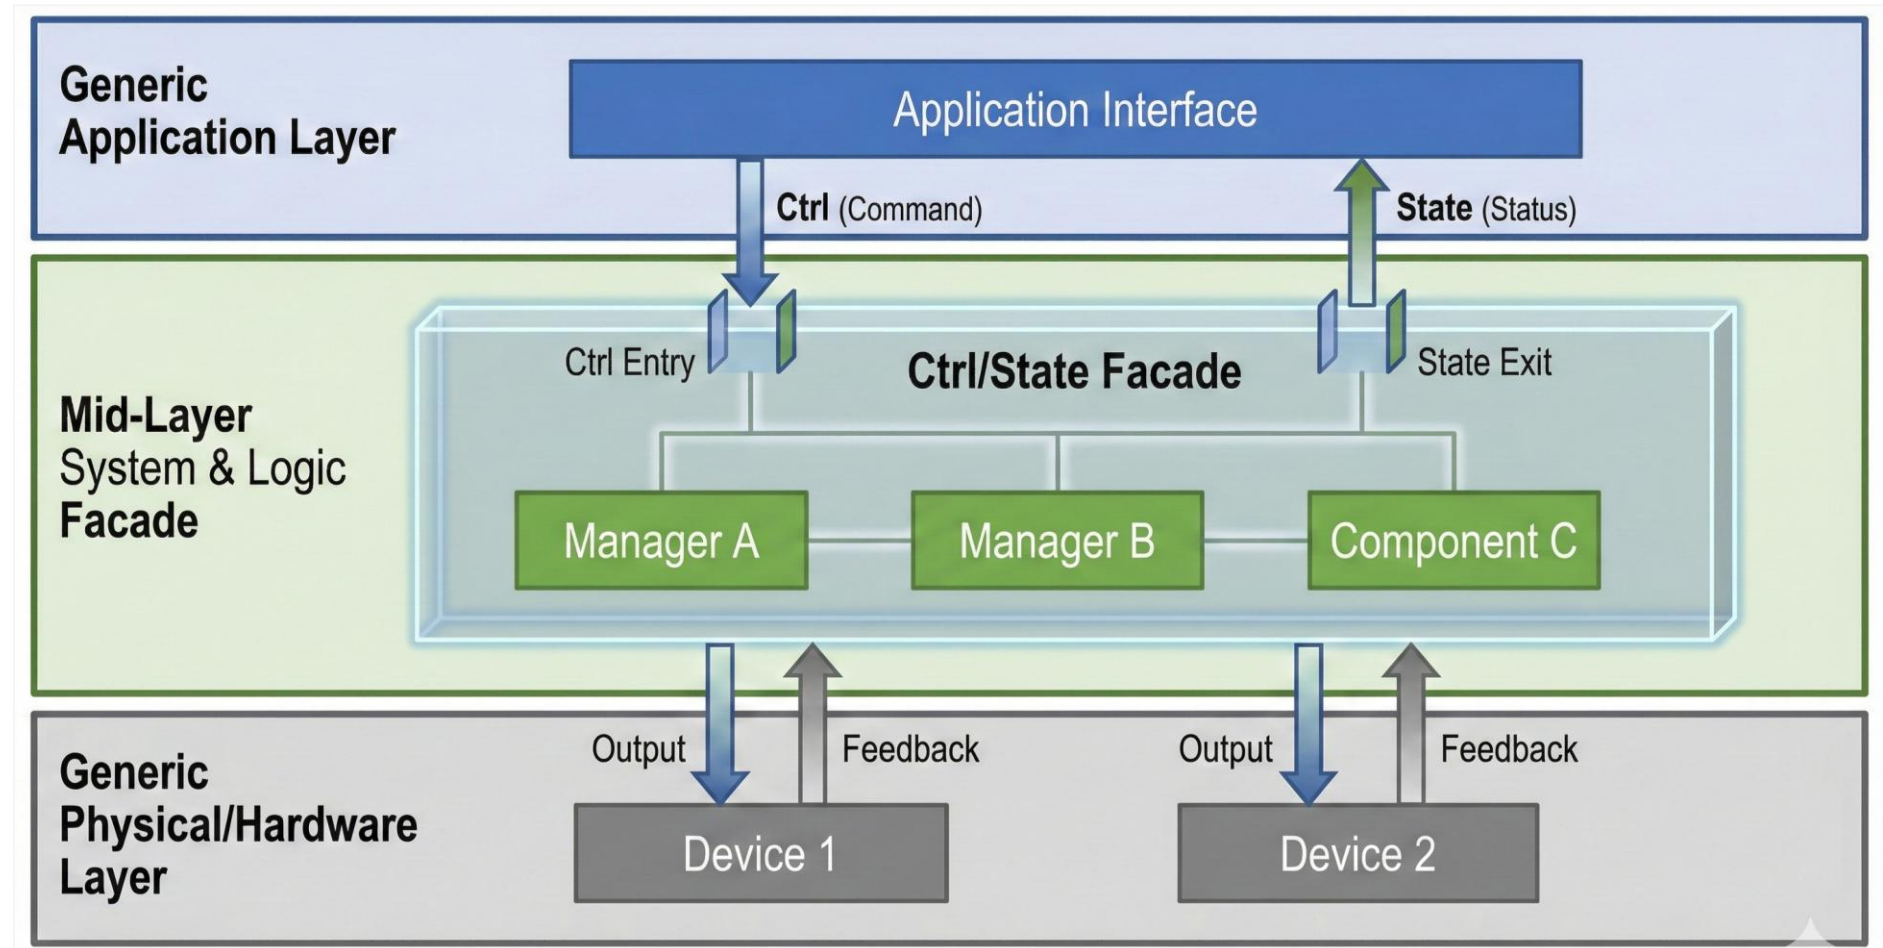 Generic
Application Layer
Application Interface
Ctrl (Command)
State (Status)
Mid-Layer
System & Logic
Facade
Ctrl Entry
Ctrl/State Facade
State Exit
Manager A
Manager B
Component C
Generic
Physical/Hardware
Layer
Output
Feedback
Output
Feedback
Device 1
Device 2